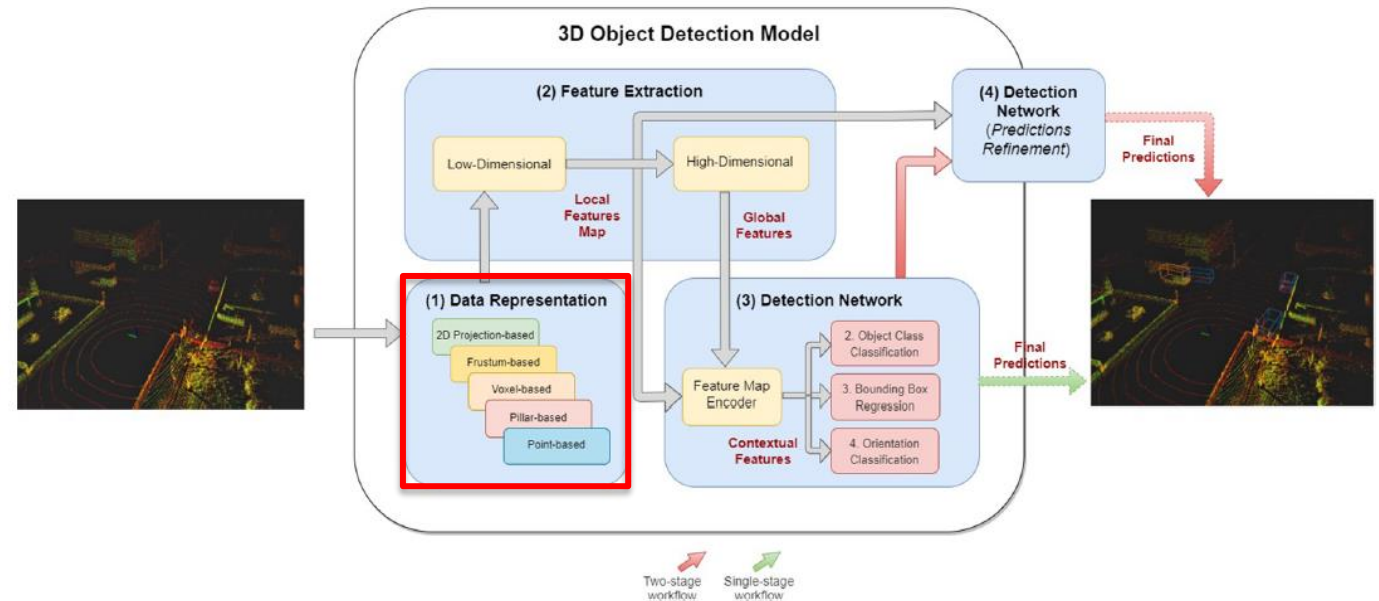 3D Object Detection Model
(2) Feature Extraction
Low-Dimensional
High-Dimensional
Local
Features
Map
Global
Features
(4) Detection
Network
(Predictions
Refinement)
Final
Predictions
(1) Data Representation
2D Projection-based
Frustum-based
Voxel-based
Pillar-based
Point-based
(3) Detection Network
Feature Map
Encoder
Contextual
Features
2. Object Class
Classification
3. Bounding Box
Regression
4. Orientation
Classification
Final
Predictions
Two-stage
workflow
Single-stage
workflow